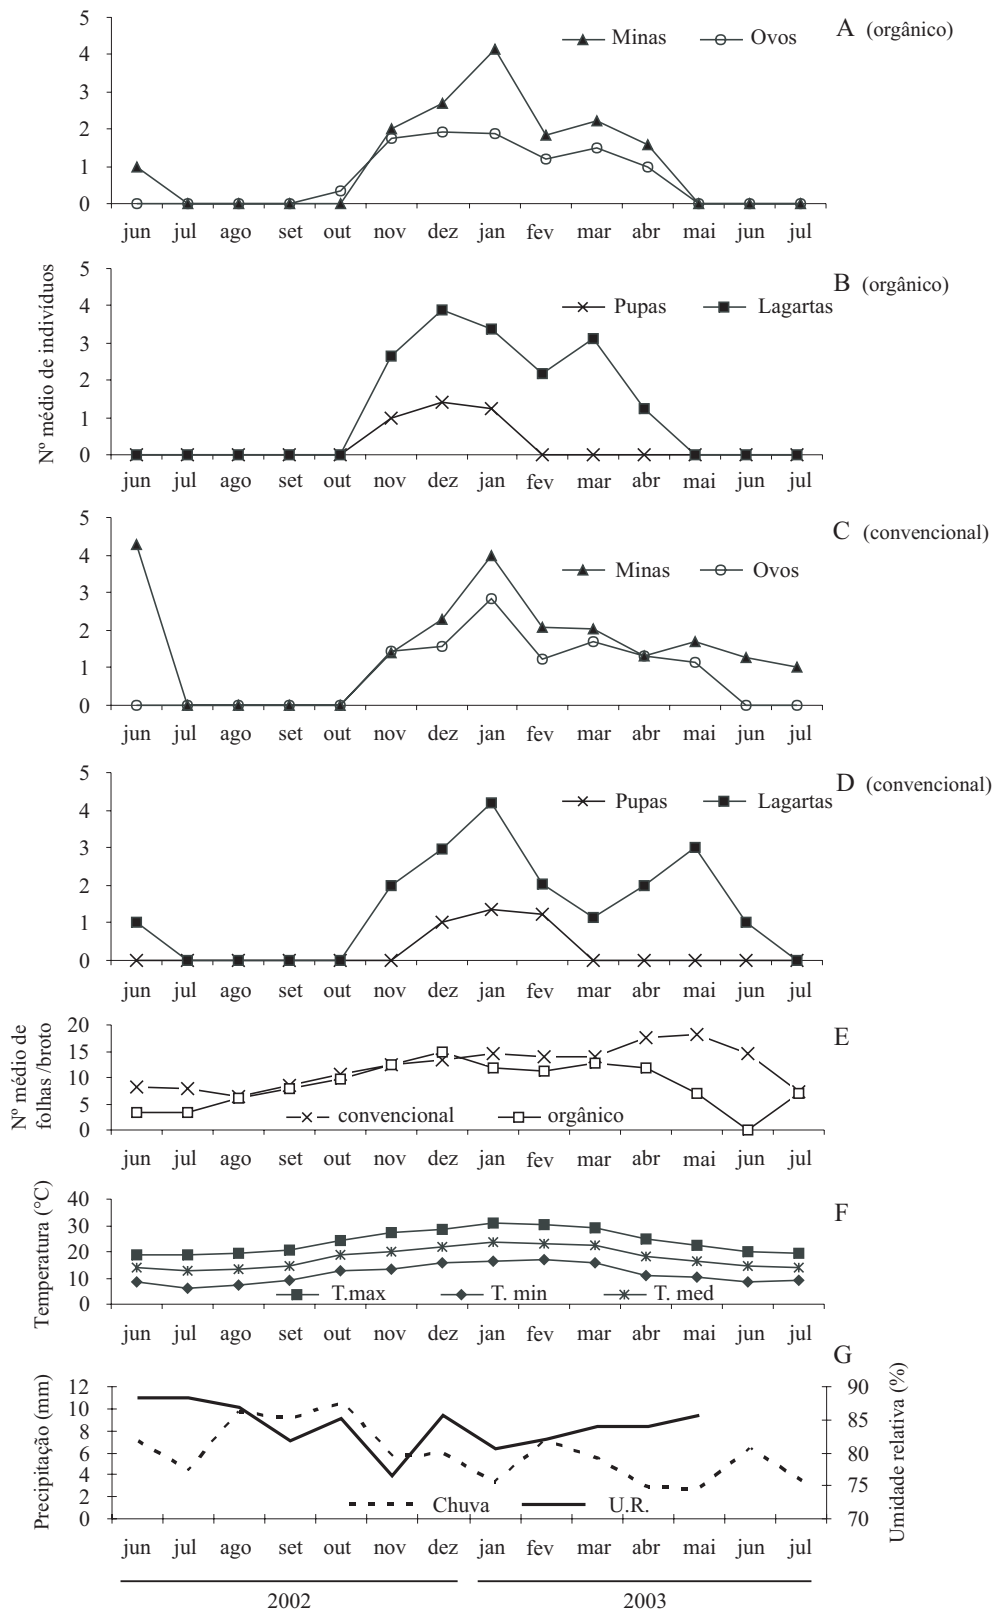 A (orgânico)
Minas Ovos
5
4
3
2
1
0
jun jul ago set out nov dez jan fev mar abr mai jun jul
Nº médio de indivíduos
B (orgânico)
Pupas Lagartas
5
4
3
2
1
0
jun jul ago set out nov dez jan fev mar abr mai jun jul
C (convencional)
Minas Ovos
5
4
3
2
1
0
jun jul ago set out nov dez jan fev mar abr mai jun jul
D (convencional)
Pupas Lagartas
5
4
3
2
1
0
jun jul ago set out nov dez jan fev mar abr mai jun jul
Nº médio de
folhas /broto
E
20
15
10
5
0
convencional orgânico
jun jul ago set out nov dez jan fev mar abr mai jun jul
Temperatura (°C)
F
40
30
20
10
0
T.max T. min T. med
jun jul ago set out nov dez jan fev mar abr mai jun jul
G
Precipitação (mm)
12
10
8
6
4
2
0
Umidade relativa (%)
90
85
80
75
70
Chuva U.R.
jun jul ago set out nov dez jan fev mar abr mai jun jul
2002 2003